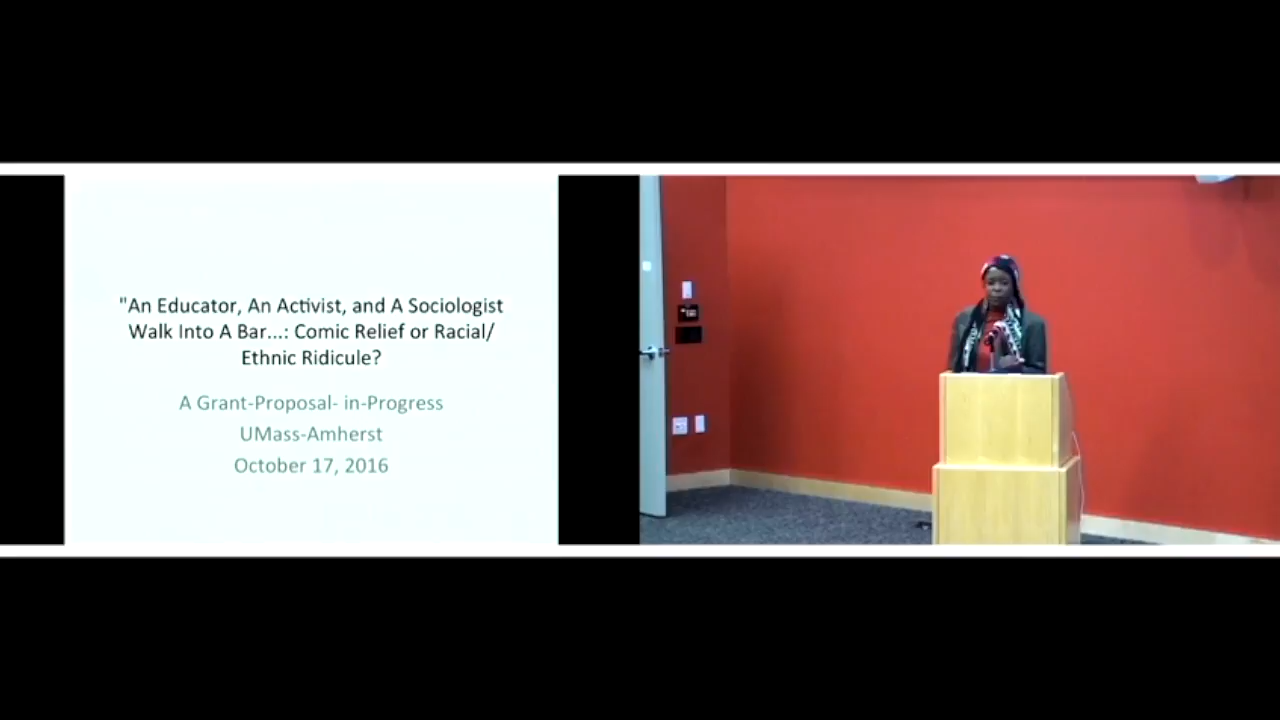 "An Educator, An Activist, and A Sociologist
Walk Into A Bar...: Comic Relief or Racial/
Ethnic Ridicule?
A Grant-Proposal- in-Progress
UMass-Amherst
October 17, 2016